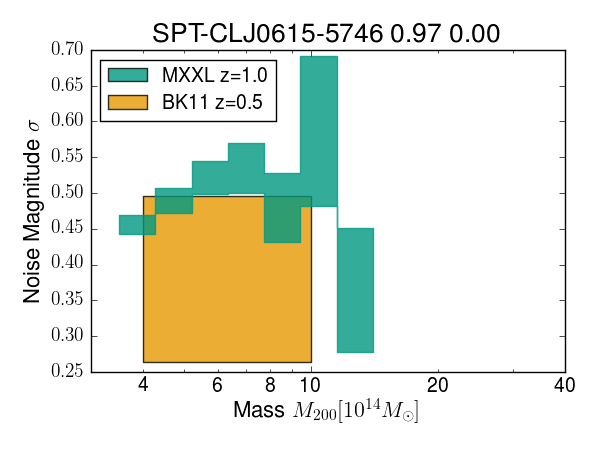 SPT-CLJ0615-5746 0.97 0.00
MXXL z=1.0
BK11 z=0.5
Noise Magnitude σ
0.70
0.65
0.60
0.55
0.50
0.45
0.40
0.35
0.30
0.25
4 6 8 10 20 40
Mass M₂₀₀[10¹⁴M⊙]